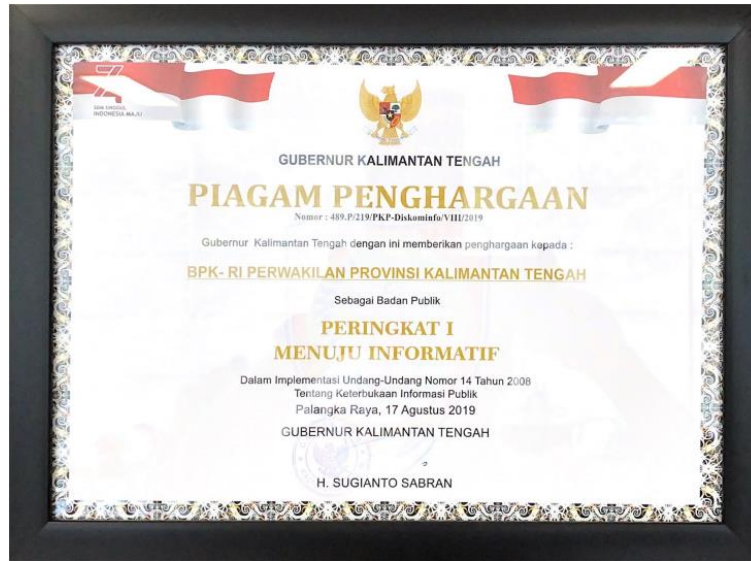 SDM UNGGUL
INDONESIA MAJU
GUBERNUR KALIMANTAN TENGAH
PIAGAM PENGHARGAAN
Nomor : 489.P/219/PKP-Diskominfo/VIII/2019
Gubernur Kalimantan Tengah dengan ini memberikan penghargaan kepada :
BPK- RI PERWAKILAN PROVINSI KALIMANTAN TENGAH
Sebagai Badan Publik
PERINGKAT I
MENUJU INFORMATIF
Dalam Implementasi Undang-Undang Nomor 14 Tahun 2008
Tentang Keterbukaan Informasi Publik
Palangka Raya, 17 Agustus 2019
GUBERNUR KALIMANTAN TENGAH
H. SUGIANTO SABRAN